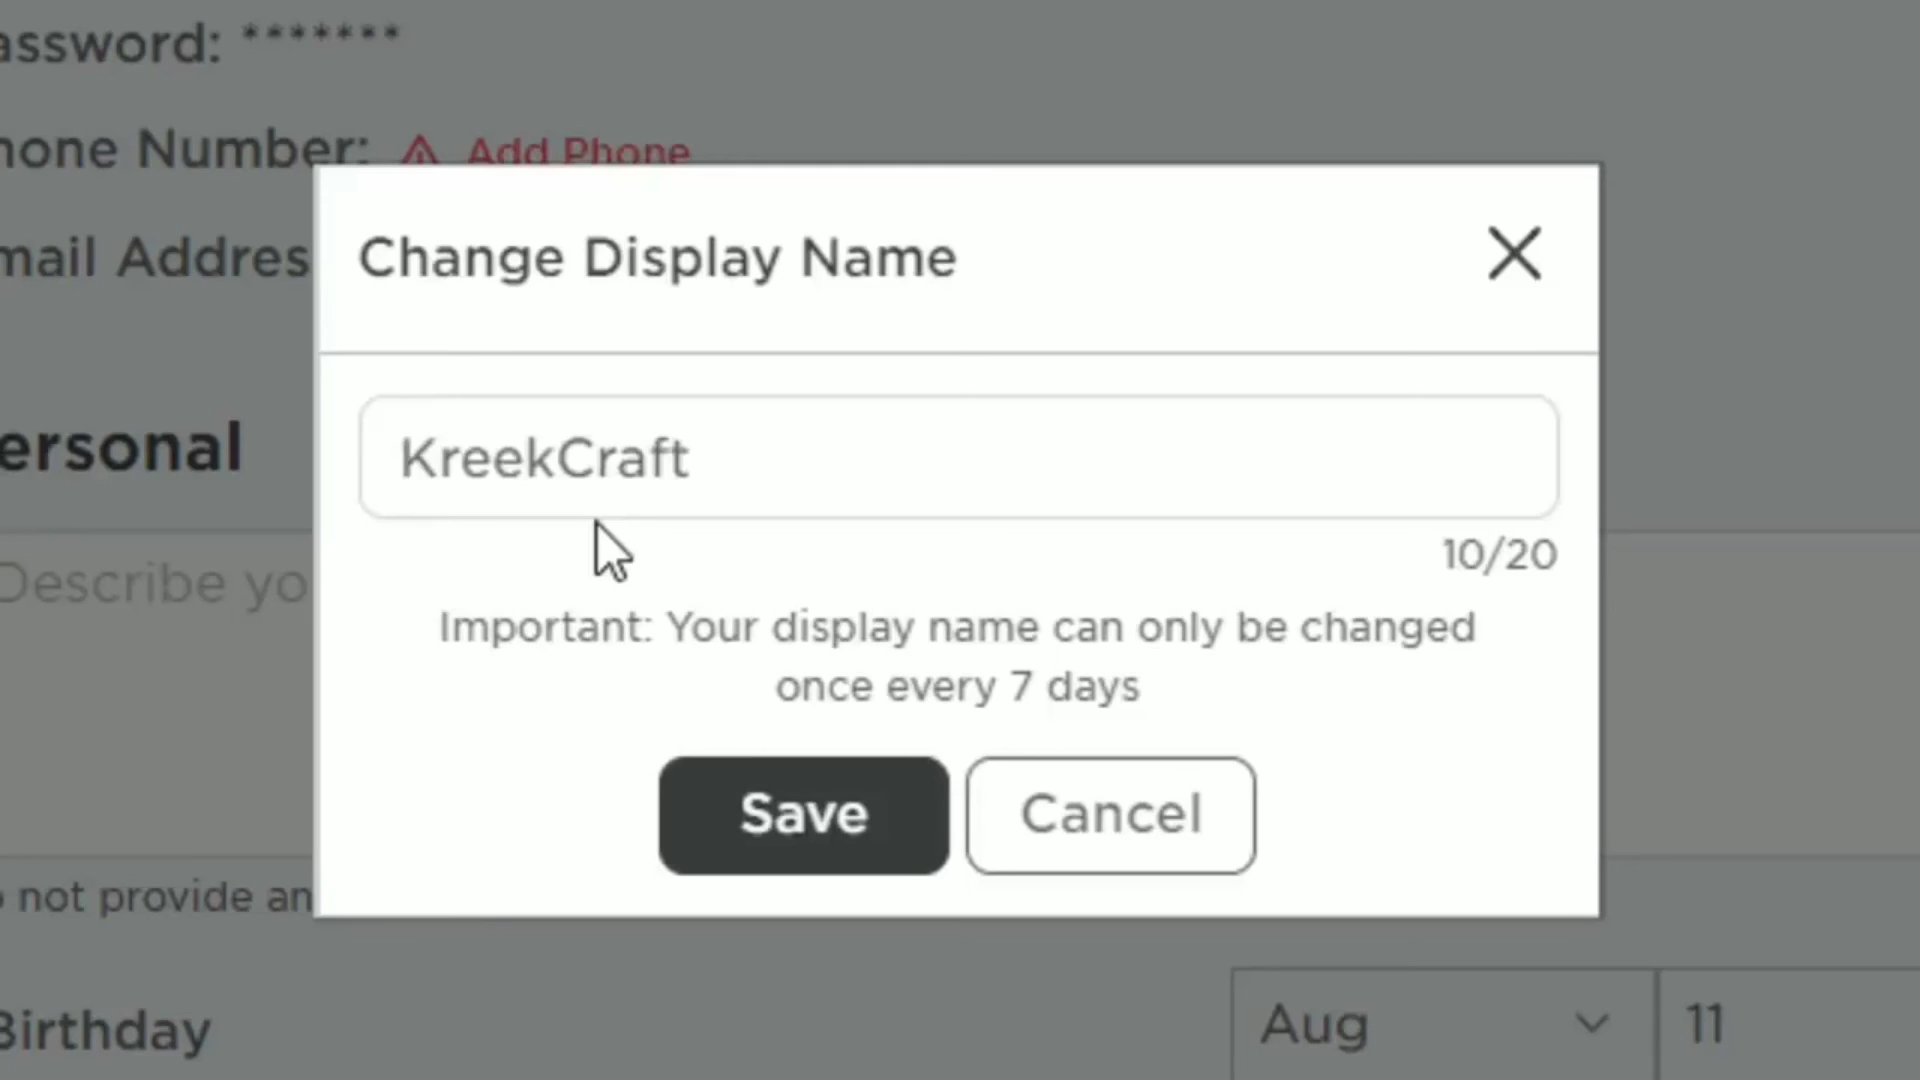 assword: *******
hone Number: Add Phone
mail Addres
Change Display Name
ersonal
KreekCraft
10/20
Describe yo
Important: Your display name can only be changed
once every 7 days
Save Cancel
not provide an
Birthday
Aug 11